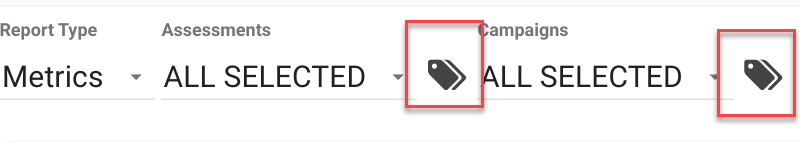 Report Type Assessments Campaigns
Metrics ALL SELECTED ALL SELECTED